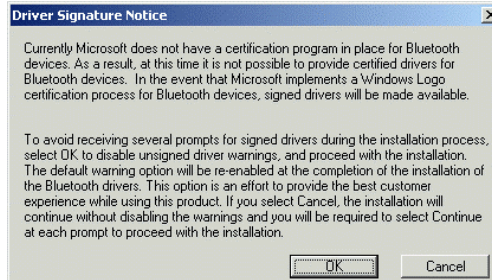 Driver Signature Notice
Currently Microsoft does not have a certification program in place for Bluetooth
devices. As a result, at this time it is not possible to provide certified drivers for
Bluetooth devices. In the event that Microsoft implements a Windows Logo
certification process for Bluetooth devices, signed drivers will be made available.
To avoid receiving several prompts for signed drivers during the installation process,
select OK to disable unsigned driver warnings, and proceed with the installation.
The default warning option will be re-enabled at the completion of the installation of
the Bluetooth drivers. This option is an effort to provide the best customer
experience while using this product. If you select Cancel, the installation will
continue without disabling the warnings and you will be required to select Continue
at each prompt to proceed with the installation.
OK Cancel